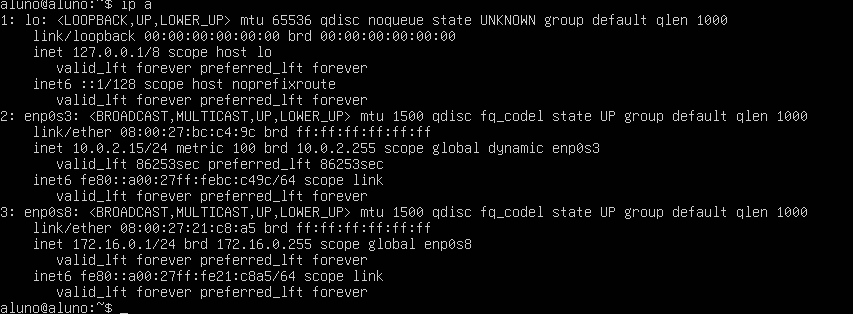 aluno@aluno:~$ ip a
1: lo: <LOOPBACK,UP,LOWER_UP> mtu 65536 qdisc noqueue state UNKNOWN group default qlen 1000
    link/loopback 00:00:00:00:00:00 brd 00:00:00:00:00:00
    inet 127.0.0.1/8 scope host lo
       valid_lft forever preferred_lft forever
    inet6 ::1/128 scope host noprefixroute
       valid_lft forever preferred_lft forever
2: enp0s3: <BROADCAST,MULTICAST,UP,LOWER_UP> mtu 1500 qdisc fq_codel state UP group default qlen 1000
    link/ether 08:00:27:bc:c4:9c brd ff:ff:ff:ff:ff:ff
    inet 10.0.2.15/24 metric 100 brd 10.0.2.255 scope global dynamic enp0s3
       valid_lft 86253sec preferred_lft 86253sec
    inet6 fe80::a00:27ff:febc:c49c/64 scope link
       valid_lft forever preferred_lft forever
3: enp0s8: <BROADCAST,MULTICAST,UP,LOWER_UP> mtu 1500 qdisc fq_codel state UP group default qlen 1000
    link/ether 08:00:27:21:c8:a5 brd ff:ff:ff:ff:ff:ff
    inet 172.16.0.1/24 brd 172.16.0.255 scope global enp0s8
       valid_lft forever preferred_lft forever
    inet6 fe80::a00:27ff:fe21:c8a5/64 scope link
       valid_lft forever preferred_lft forever
aluno@aluno:~$ _